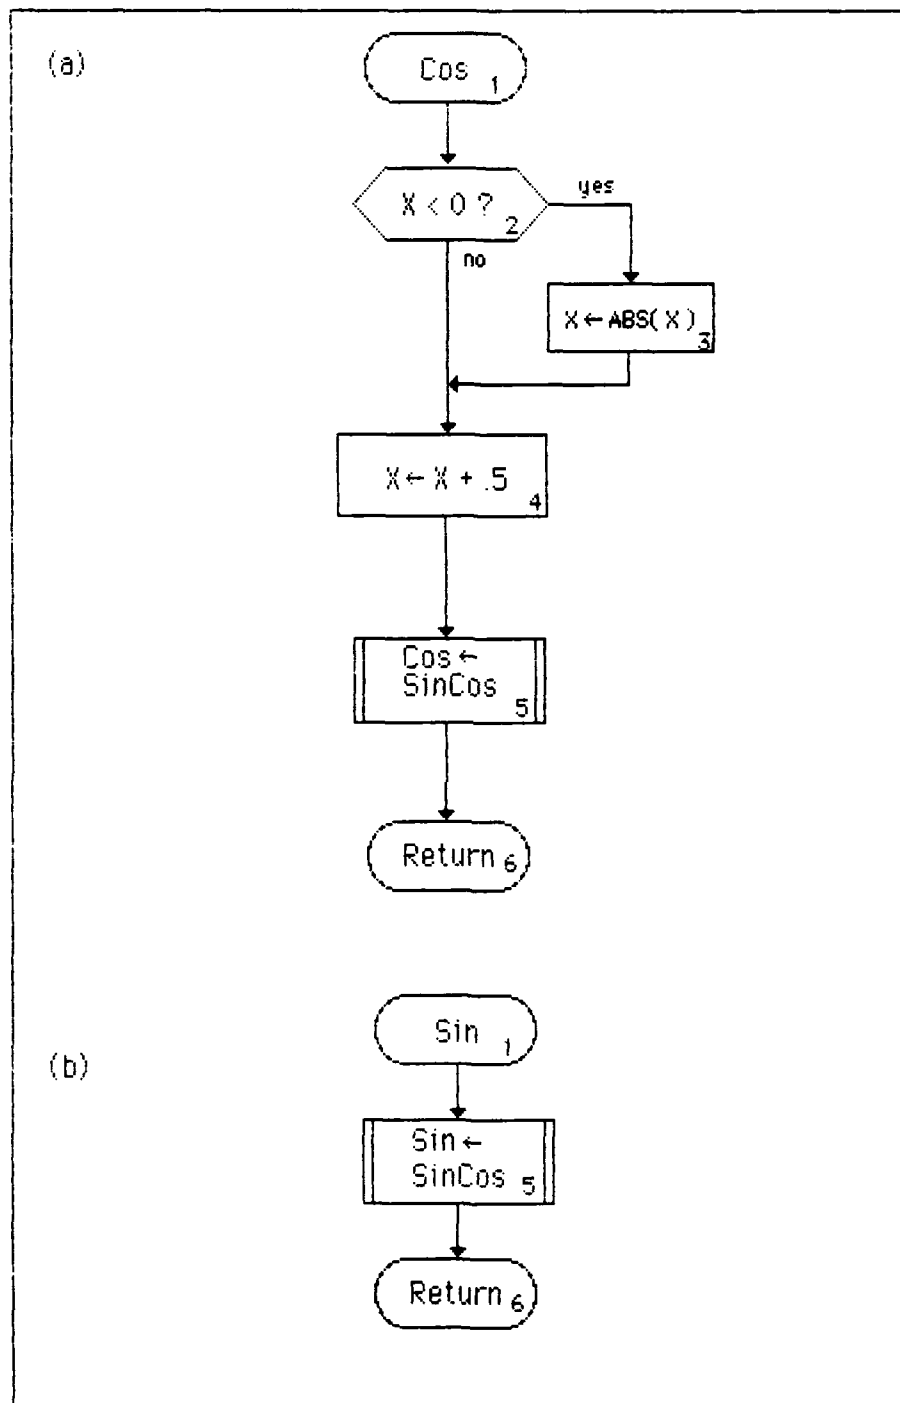 (a)
Cos 1
X < 0 ? 2
yes
no
X ← ABS( X ) 3
X ← X + .5 4
Cos ←
SinCos 5
Return 6
(b)
Sin 1
Sin ←
SinCos 5
Return 6